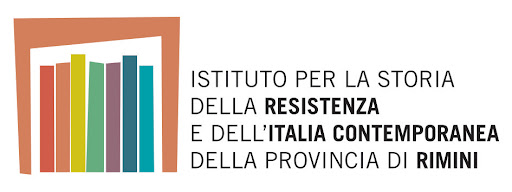 ISTITUTO PER LA STORIA
DELLA RESISTENZA
E DELL'ITALIA CONTEMPORANEA
DELLA PROVINCIA DI RIMINI